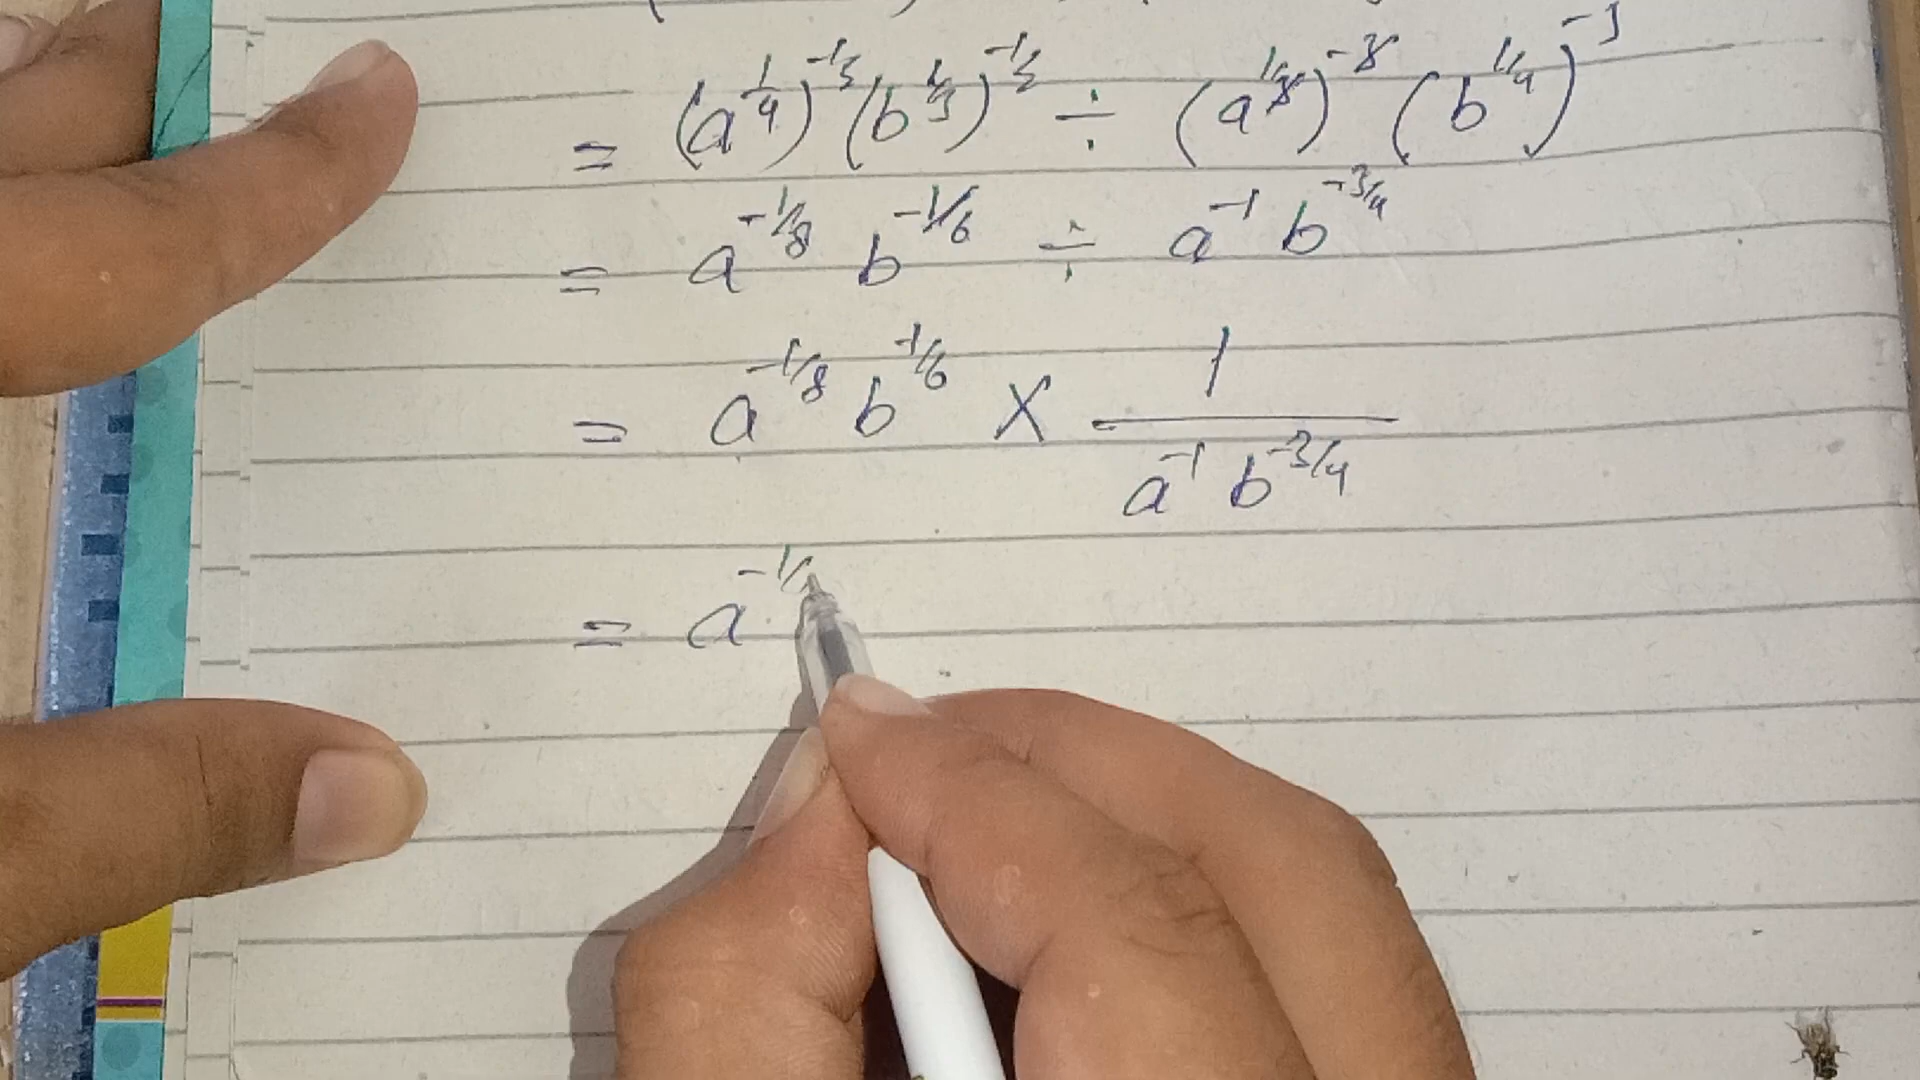 = (a^{1/4})^{-1/2} (b^{1/3})^{-1/2} ÷ (a^{1/8})^{-8} (b^{1/4})^{-3}
= a^{-1/8} b^{-1/6} ÷ a^{-1} b^{-3/4}
= a^{-1/8} b^{-1/6} × \frac{1}{a^{-1} b^{-3/4}}
= a^{-1/